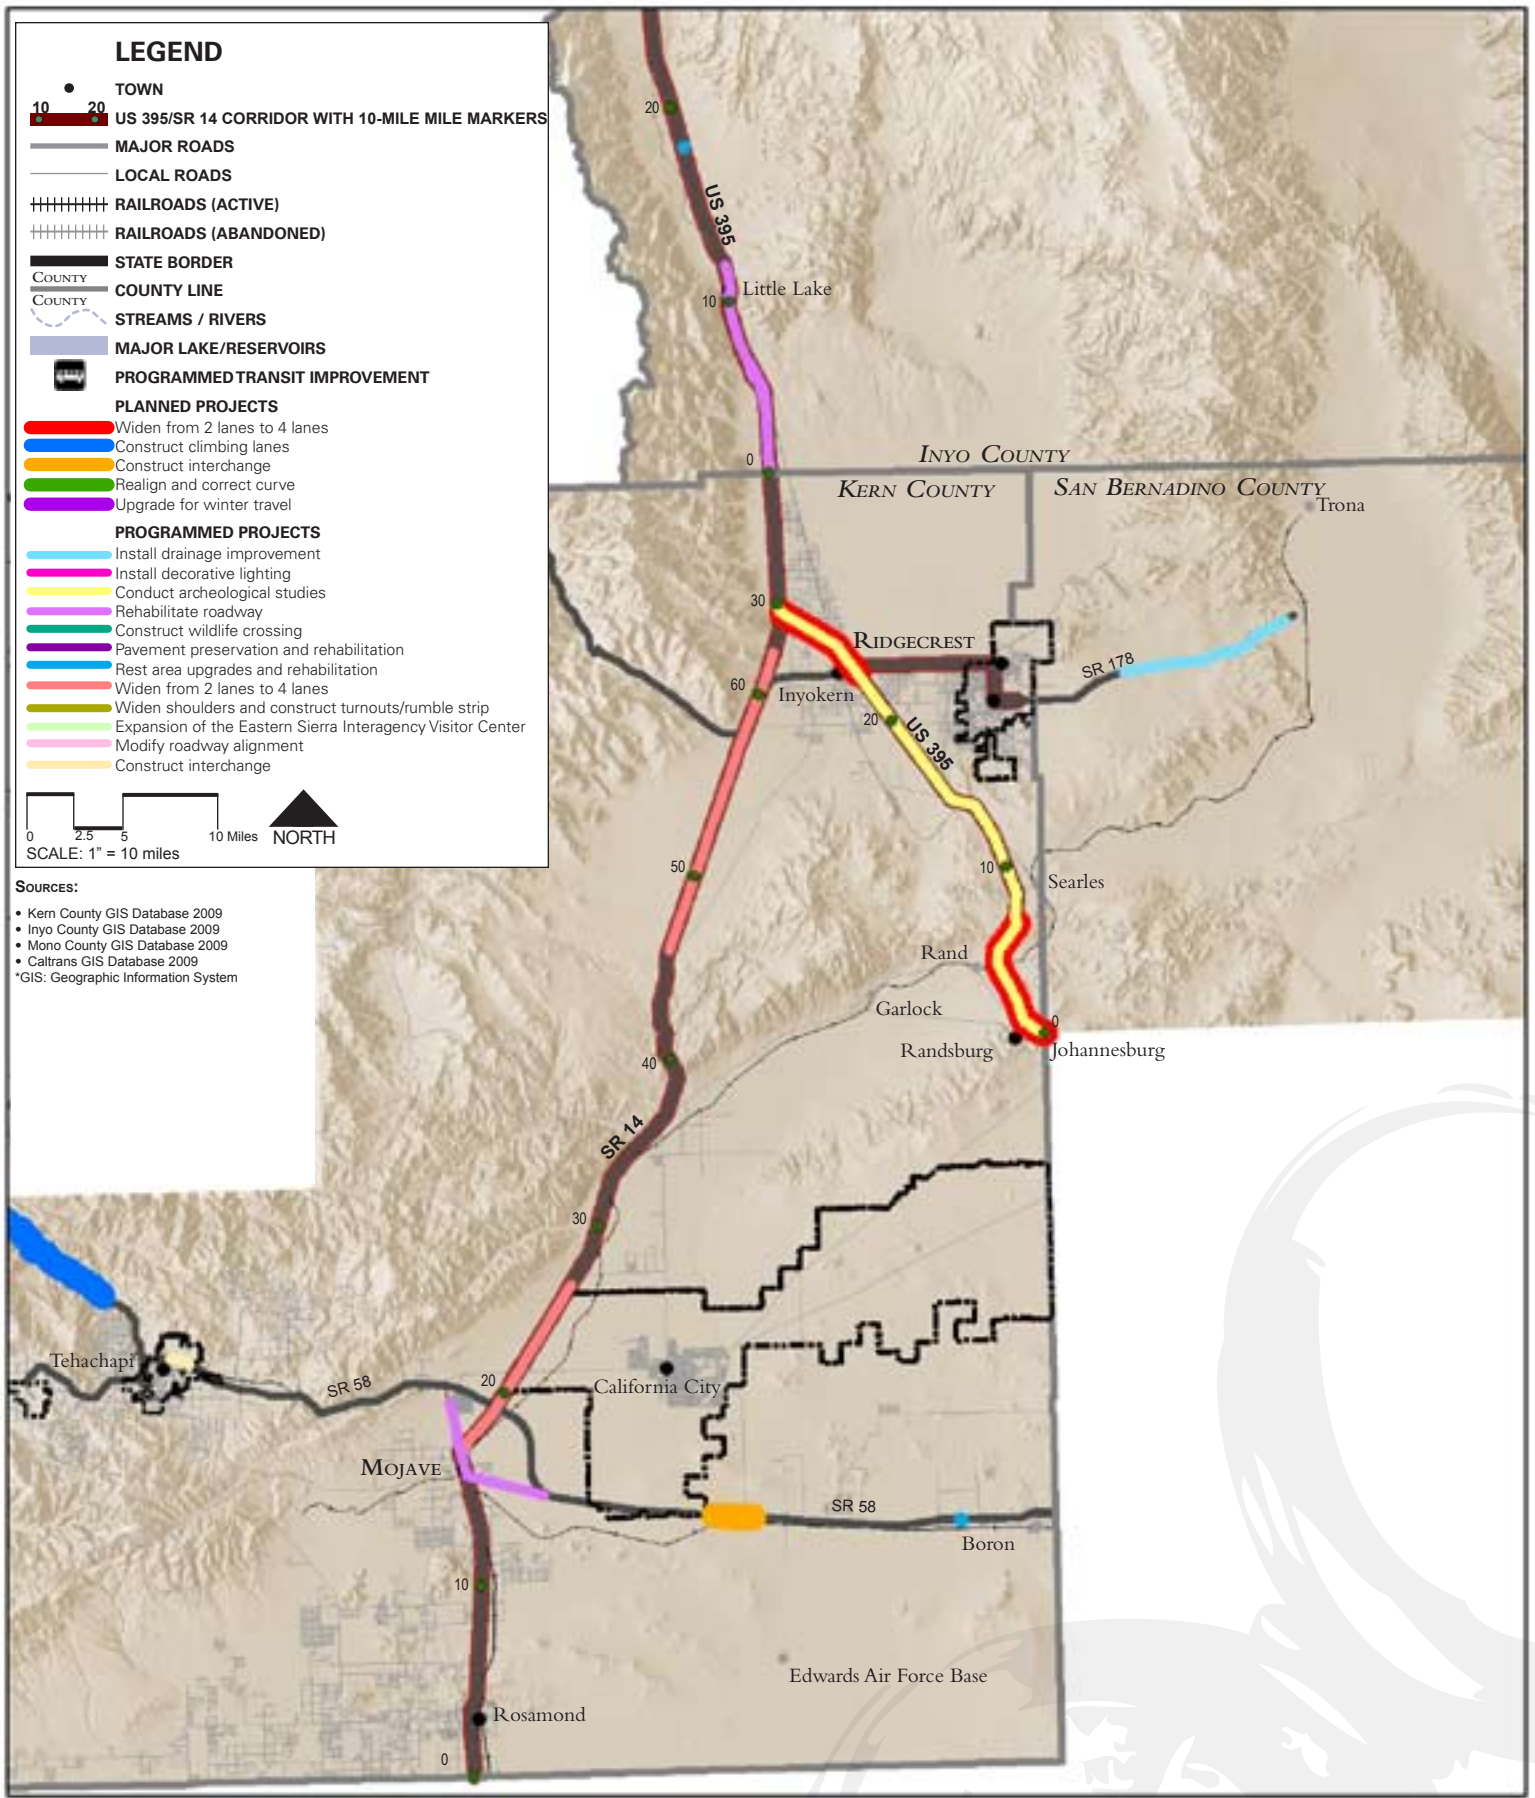 LEGEND
TOWN
10 20
US 395/SR 14 CORRIDOR WITH 10-MILE MILE MARKERS
MAJOR ROADS
LOCAL ROADS
RAILROADS (ACTIVE)
RAILROADS (ABANDONED)
STATE BORDER
COUNTY
COUNTY LINE
COUNTY
STREAMS / RIVERS
MAJOR LAKE/RESERVOIRS
PROGRAMMED TRANSIT IMPROVEMENT
PLANNED PROJECTS
Widen from 2 lanes to 4 lanes
Construct climbing lanes
Construct interchange
Realign and correct curve
Upgrade for winter travel
PROGRAMMED PROJECTS
Install drainage improvement
Install decorative lighting
Conduct archeological studies
Rehabilitate roadway
Construct wildlife crossing
Pavement preservation and rehabilitation
Rest area upgrades and rehabilitation
Widen from 2 lanes to 4 lanes
Widen shoulders and construct turnouts/rumble strip
Expansion of the Eastern Sierra Interagency Visitor Center
Modify roadway alignment
Construct interchange
0 2.5 5 10 Miles
NORTH
SCALE: 1" = 10 miles
SOURCES:
• Kern County GIS Database 2009
• Inyo County GIS Database 2009
• Mono County GIS Database 2009
• Caltrans GIS Database 2009
*GIS: Geographic Information System
20
US 395
Little Lake
10
0
INYO COUNTY
KERN COUNTY
SAN BERNADINO COUNTY
Trona
30
RIDGECREST
SR 178
60
Inyokern
20
US 395
50
10
Searles
Rand
Garlock
0
Randsburg
Johannesburg
40
SR 14
30
Tehachapi
SR 58
20
California City
MOJAVE
SR 58
Boron
10
Edwards Air Force Base
Rosamond
0